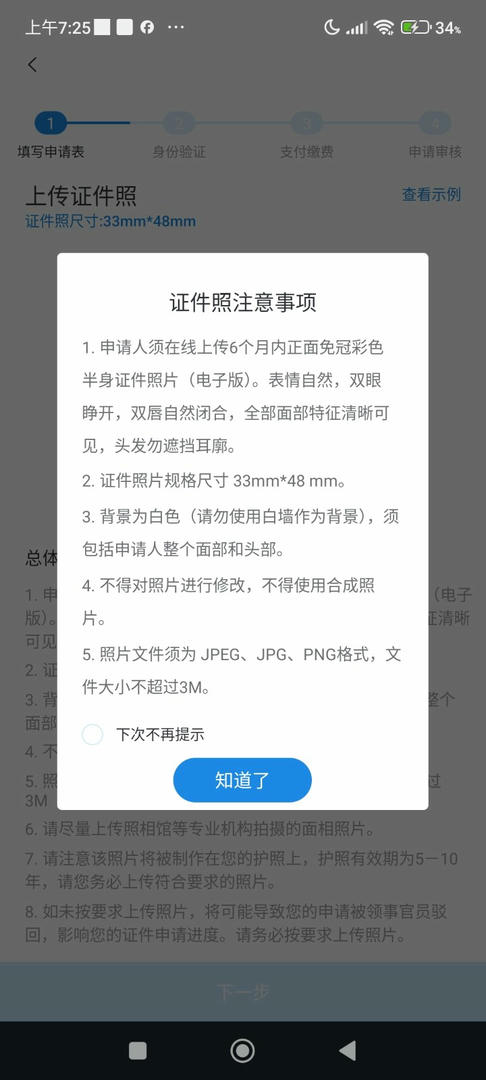 上午7:25
34%
1
2
3
4
填写申请表
身份验证
支付缴费
申请审核
上传证件照
查看示例
证件照尺寸:33mm*48mm
证件照注意事项
1. 申请人须在线上传6个月内正面免冠彩色
半身证件照片（电子版）。表情自然，双眼
睁开，双唇自然闭合，全部面部特征清晰可
见，头发勿遮挡耳廓。
2. 证件照片规格尺寸 33mm*48 mm。
3. 背景为白色（请勿使用白墙作为背景），须
包括申请人整个面部和头部。
4. 不得对照片进行修改，不得使用合成照
片。
5. 照片文件须为 JPEG、JPG、PNG格式，文
件大小不超过3M。
下次不再提示
知道了
总体
1. 申
（电子
版）。
征清晰
可见
2. 证
3. 背
整个
面部
4. 不
5. 照
过
3M
6. 请尽量上传照相馆等专业机构拍摄的面相照片。
7. 请注意该照片将被制作在您的护照上，护照有效期为5－10
年，请您务必上传符合要求的照片。
8. 如未按要求上传照片，将可能导致您的申请被领事官员驳
回，影响您的证件申请进度。请务必按要求上传照片。
下一步